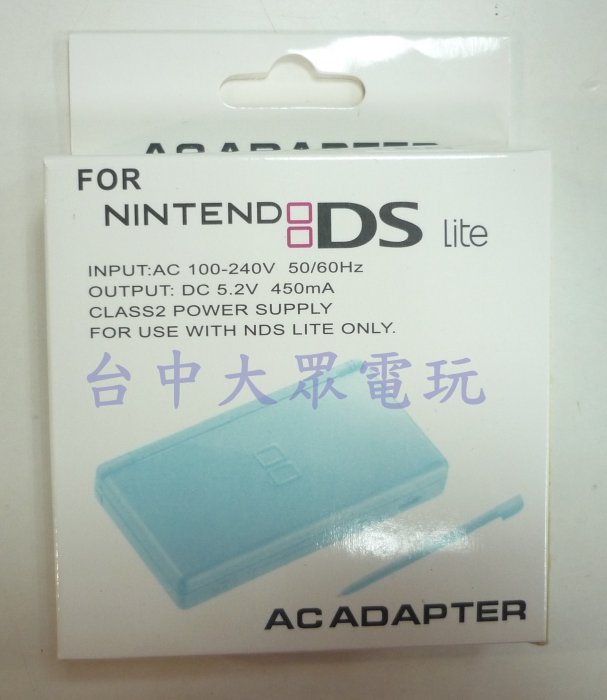 AC ADAPTER
FOR
NINTENDO DS Lite
INPUT:AC 100-240V 50/60Hz
OUTPUT: DC 5.2V 450mA
CLASS2 POWER SUPPLY
FOR USE WITH NDS LITE ONLY.
台中大眾電玩
AC ADAPTER